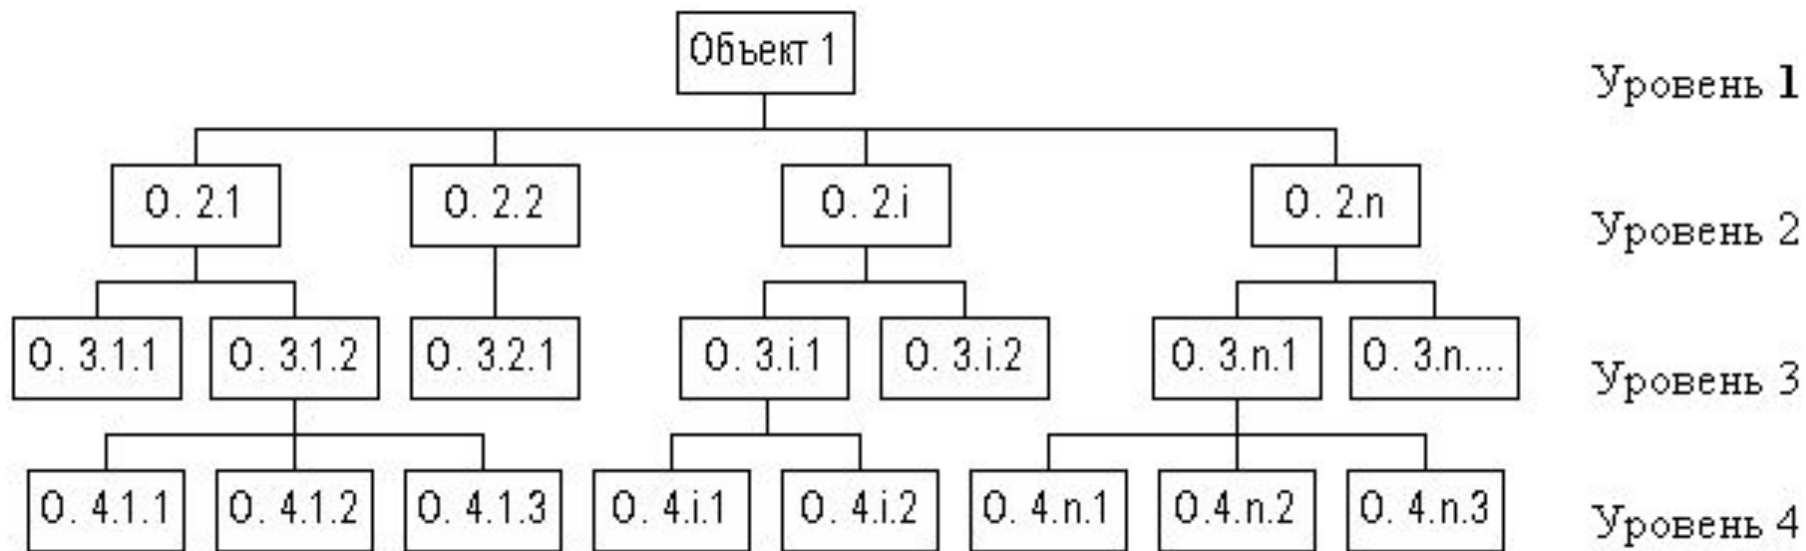 Объект 1
Уровень 1
О. 2.1
О. 2.2
О. 2.i
О. 2.n
Уровень 2
О. 3.1.1
О. 3.1.2
О. 3.2.1
О. 3.i.1
О. 3.i.2
О. 3.n.1
О. 3.n....
Уровень 3
О. 4.1.1
О. 4.1.2
О. 4.1.3
О. 4.i.1
О. 4.i.2
О. 4.n.1
О.4.n.2
О. 4.n.3
Уровень 4